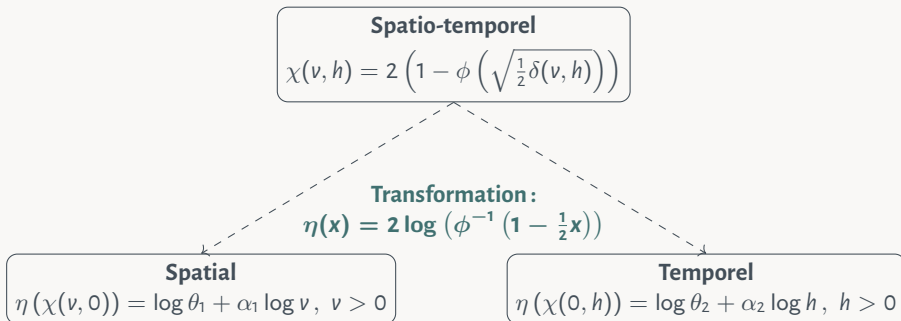 Spatio-temporel
χ(v, h) = 2 (1 − ϕ (√(½δ(v, h))))
Transformation :
η(x) = 2 log (ϕ⁻¹ (1 − ½x))
Spatial
η (χ(v, 0)) = log θ₁ + α₁ log v , v > 0
Temporel
η (χ(0, h)) = log θ₂ + α₂ log h , h > 0